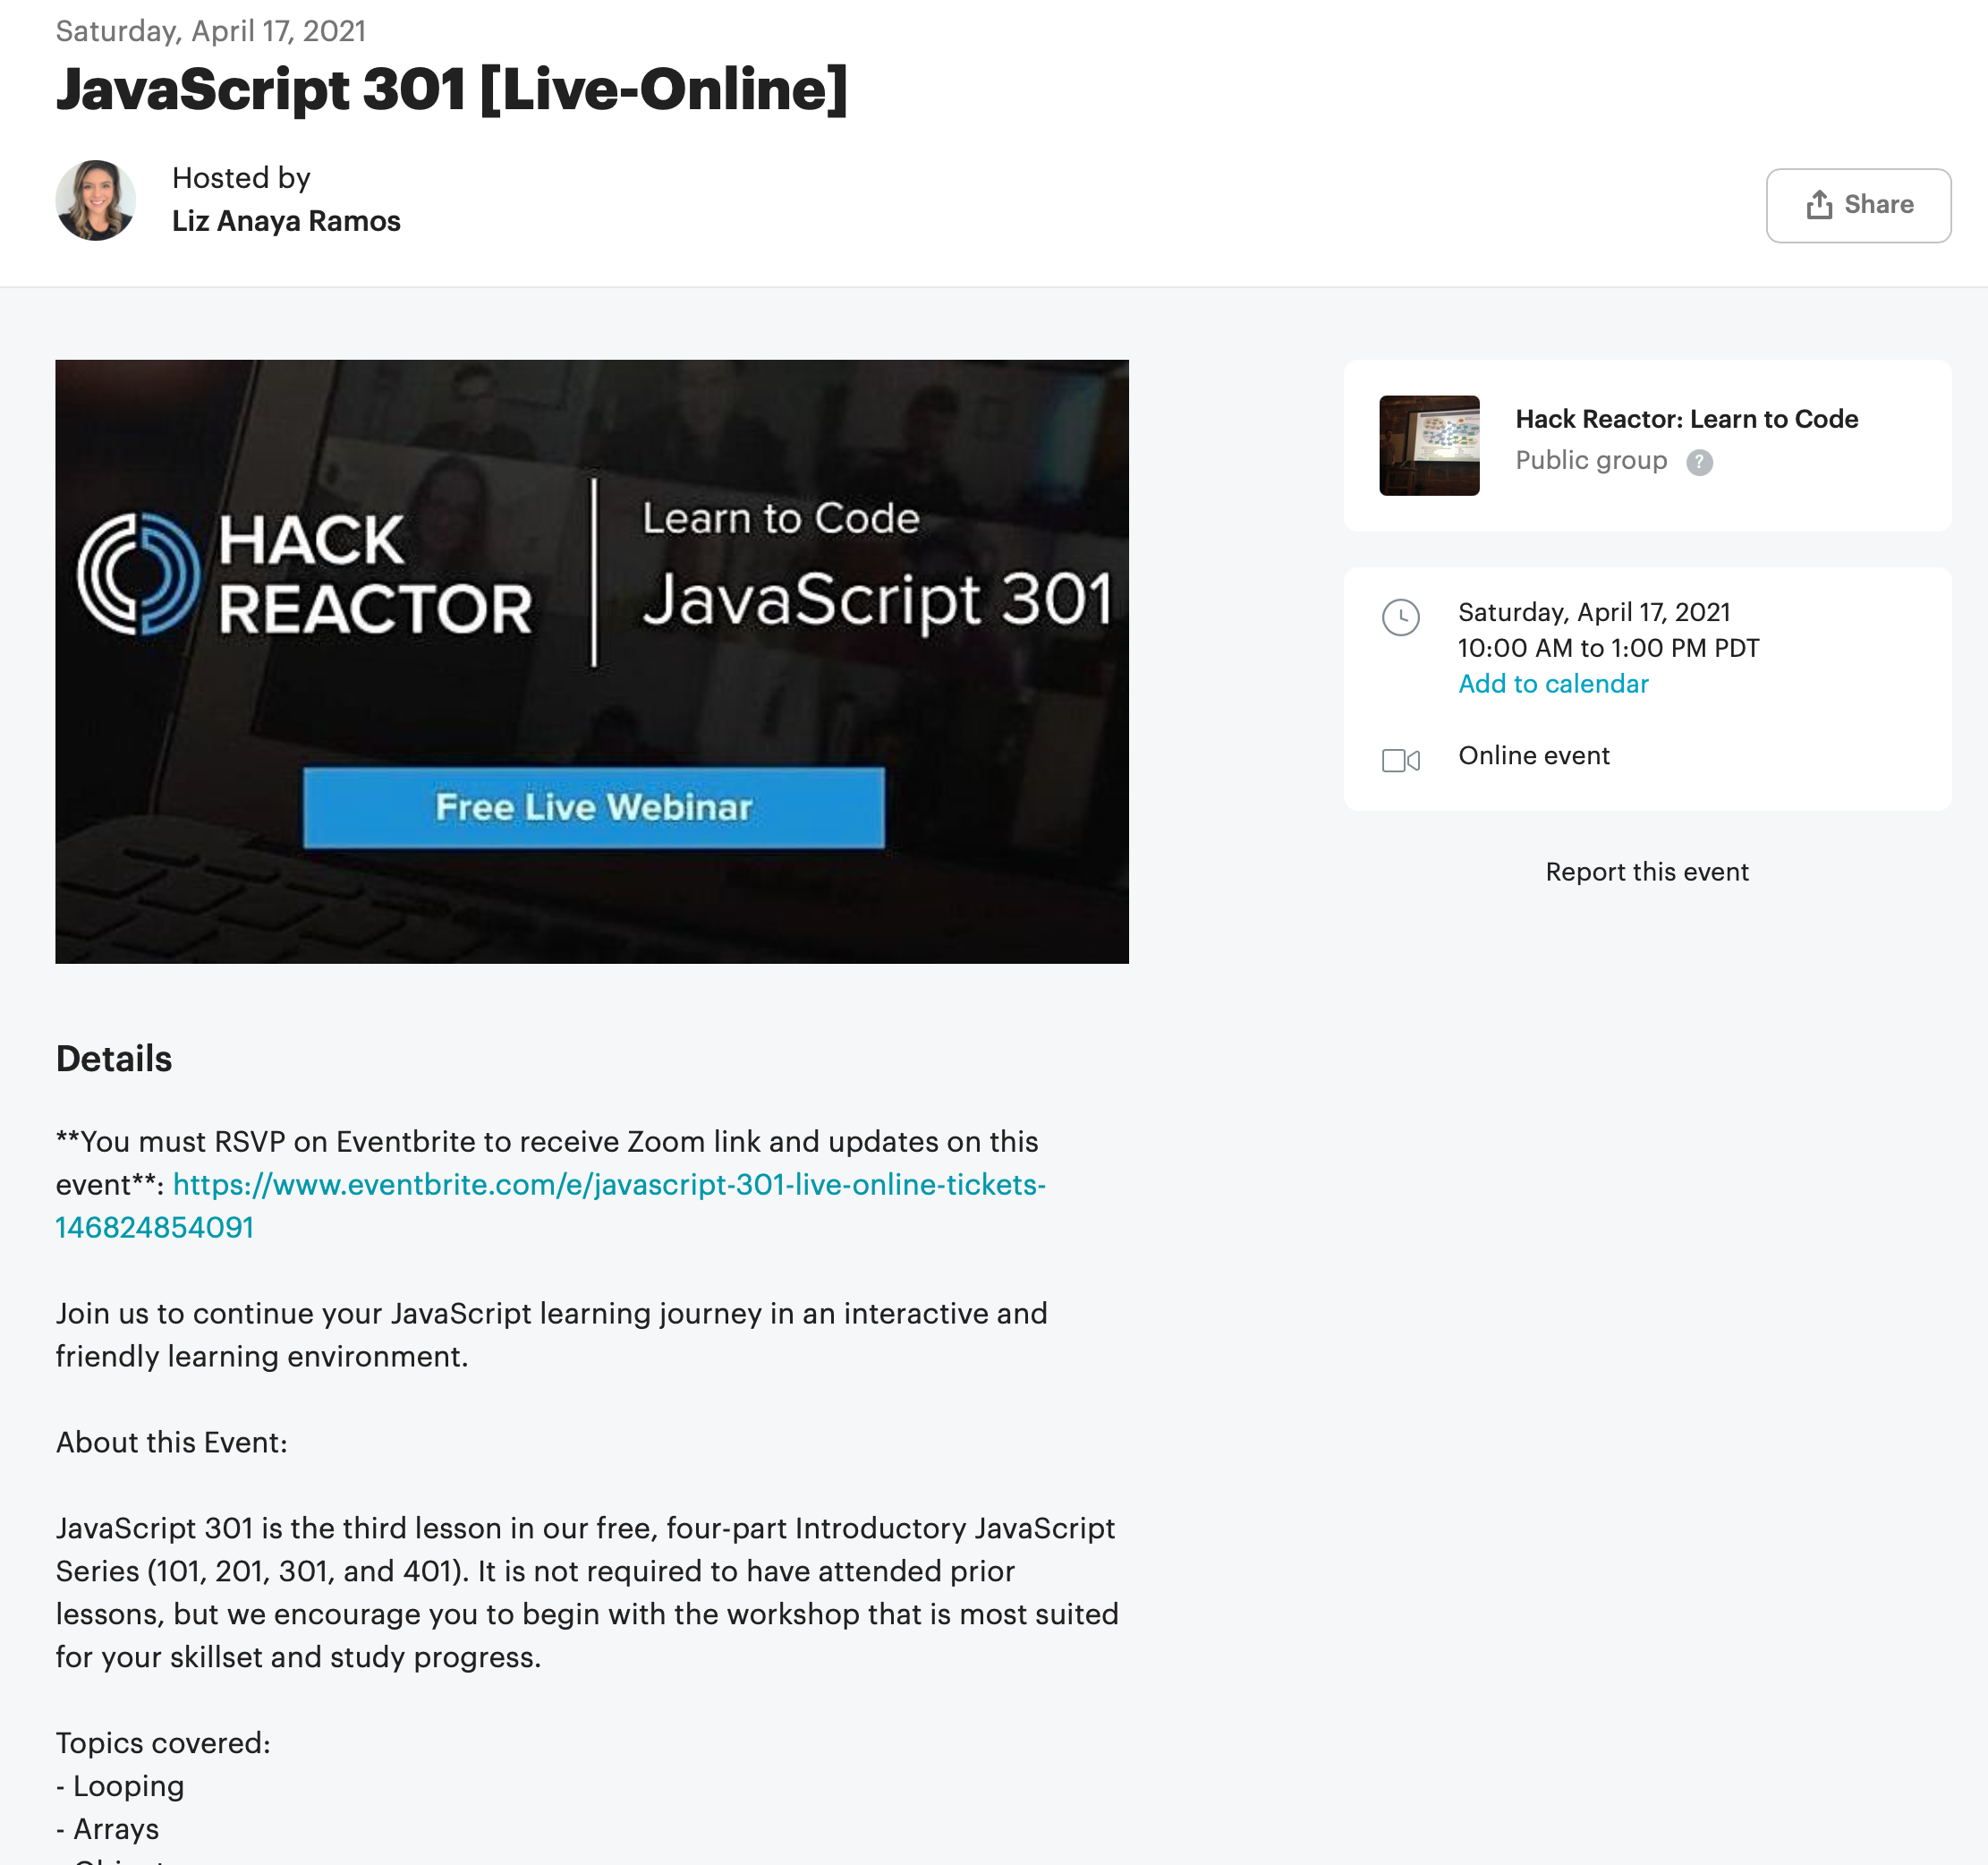 Saturday, April 17, 2021
JavaScript 301 [Live-Online]
Hosted by
Liz Anaya Ramos
Share
HACK
REACTOR
Learn to Code
JavaScript 301
Free Live Webinar
Hack Reactor: Learn to Code
Public group ?
Saturday, April 17, 2021
10:00 AM to 1:00 PM PDT
Add to calendar
Online event
Report this event
Details
**You must RSVP on Eventbrite to receive Zoom link and updates on this
event**: https://www.eventbrite.com/e/javascript-301-live-online-tickets-
146824854091
Join us to continue your JavaScript learning journey in an interactive and
friendly learning environment.
About this Event:
JavaScript 301 is the third lesson in our free, four-part Introductory JavaScript
Series (101, 201, 301, and 401). It is not required to have attended prior
lessons, but we encourage you to begin with the workshop that is most suited
for your skillset and study progress.
Topics covered:
- Looping
- Arrays